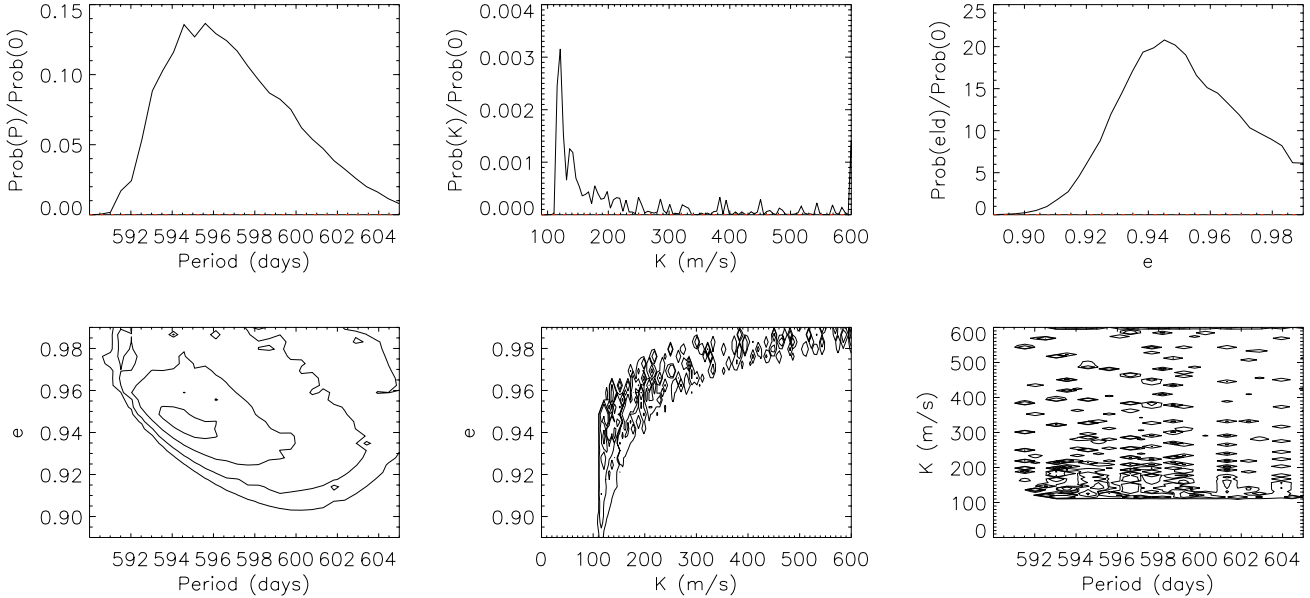 0.15
0.10
0.05
0.00
Prob(P)/Prob(0)
592 594 596 598 600 602 604
Period (days)
0.004
0.003
0.002
0.001
0.000
Prob(K)/Prob(0)
100 200 300 400 500 600
K (m/s)
25
20
15
10
5
0
Prob(eld)/Prob(0)
0.90 0.92 0.94 0.96 0.98
e
0.98
0.96
0.94
0.92
0.90
e
592 594 596 598 600 602 604
Period (days)
0.98
0.96
0.94
0.92
0.90
e
0 100 200 300 400 500 600
K (m/s)
600
500
400
300
200
100
0
K (m/s)
592 594 596 598 600 602 604
Period (days)